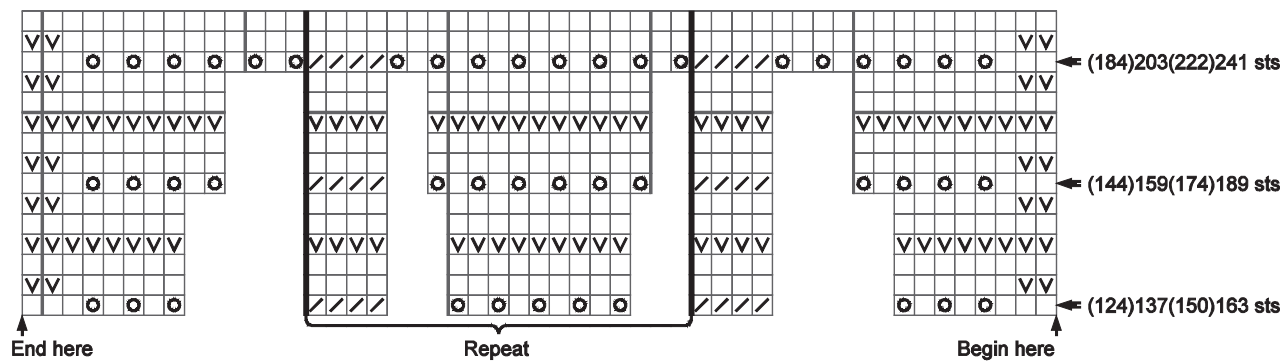 (184)203(222)241 sts
(144)159(174)189 sts
(124)137(150)163 sts
End here
Repeat
Begin here